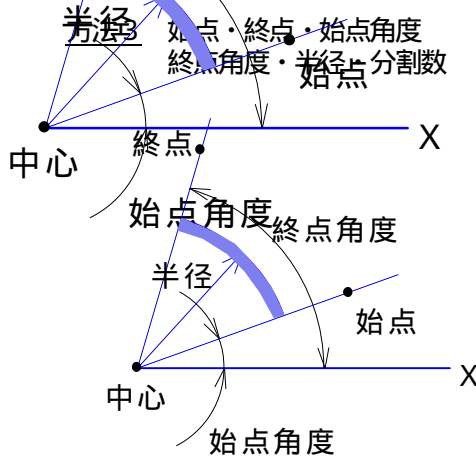 半径
方法3 始点・終点・始点角度
終点角度・半径・分割数
始点
X
中心
終点
始点角度
終点角度
半径
始点
X
中心
始点角度